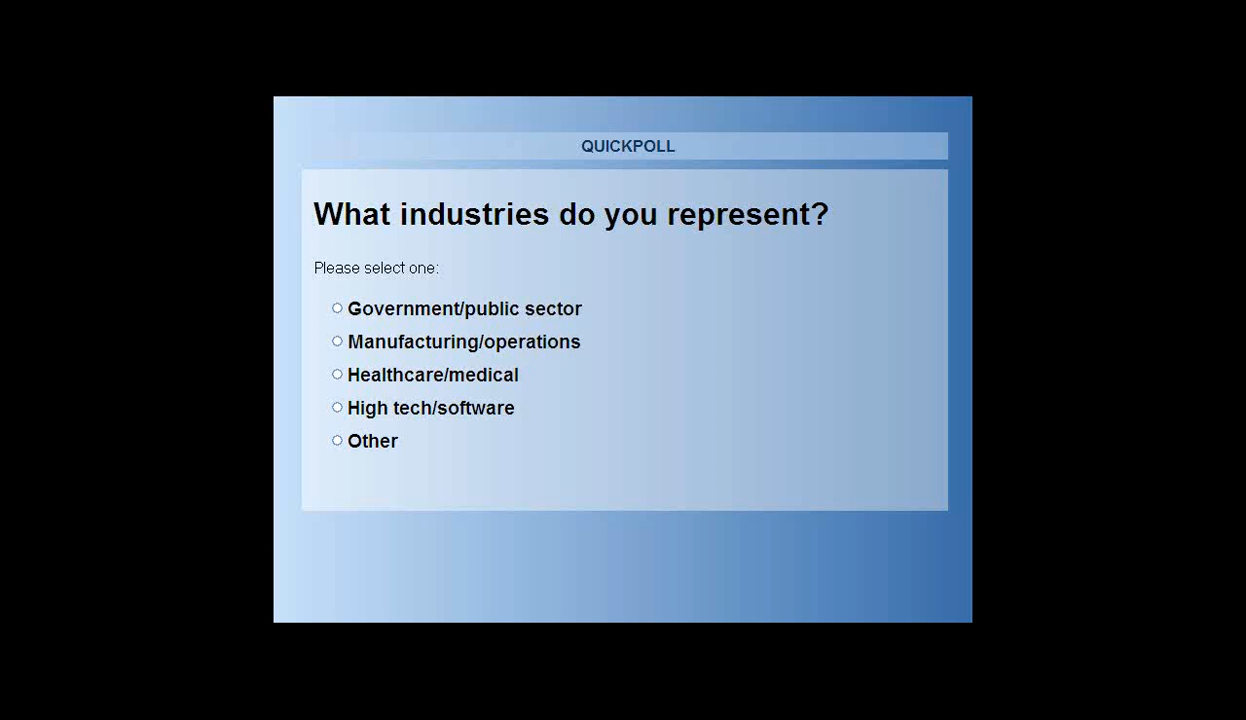 QUICKPOLL
What industries do you represent?
Please select one:
Government/public sector
Manufacturing/operations
Healthcare/medical
High tech/software
Other